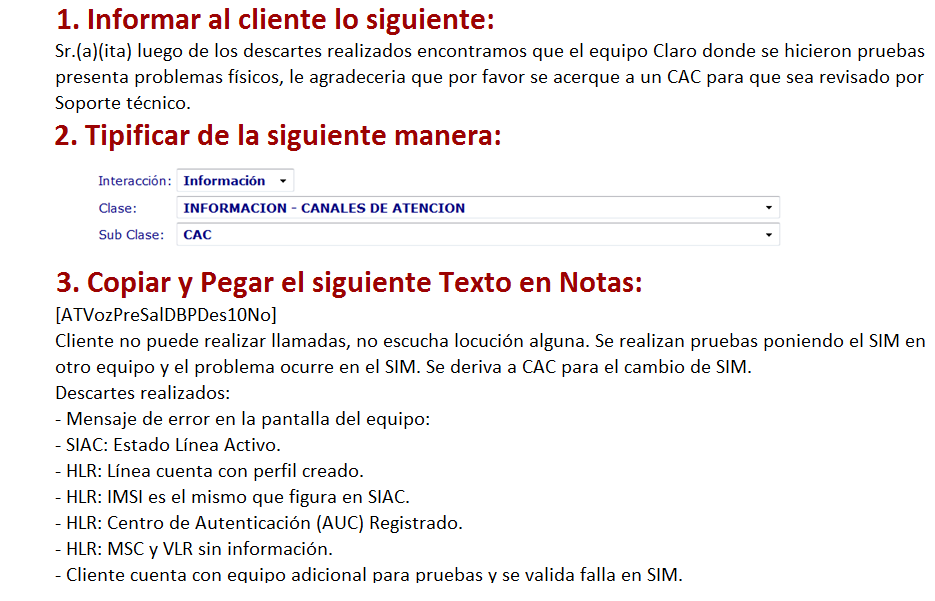 1. Informar al cliente lo siguiente:
Sr.(a)(ita) luego de los descartes realizados encontramos que el equipo Claro donde se hicieron pruebas
presenta problemas físicos, le agradeceria que por favor se acerque a un CAC para que sea revisado por
Soporte técnico.
2. Tipificar de la siguiente manera:
Interacción: Información
Clase: INFORMACION - CANALES DE ATENCION
Sub Clase: CAC
3. Copiar y Pegar el siguiente Texto en Notas:
[ATVozPreSalDBPDes10No]
Cliente no puede realizar llamadas, no escucha locución alguna. Se realizan pruebas poniendo el SIM en
otro equipo y el problema ocurre en el SIM. Se deriva a CAC para el cambio de SIM.
Descartes realizados:
- Mensaje de error en la pantalla del equipo:
- SIAC: Estado Línea Activo.
- HLR: Línea cuenta con perfil creado.
- HLR: IMSI es el mismo que figura en SIAC.
- HLR: Centro de Autenticación (AUC) Registrado.
- HLR: MSC y VLR sin información.
- Cliente cuenta con equipo adicional para pruebas y se valida falla en SIM.